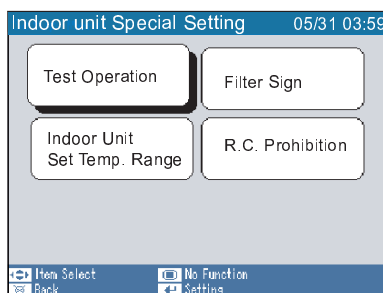 Indoor unit Special Setting 05/31 03:59
Test Operation
Filter Sign
Indoor Unit
Set Temp. Range
R.C. Prohibition
Item Select No Function
Back Setting